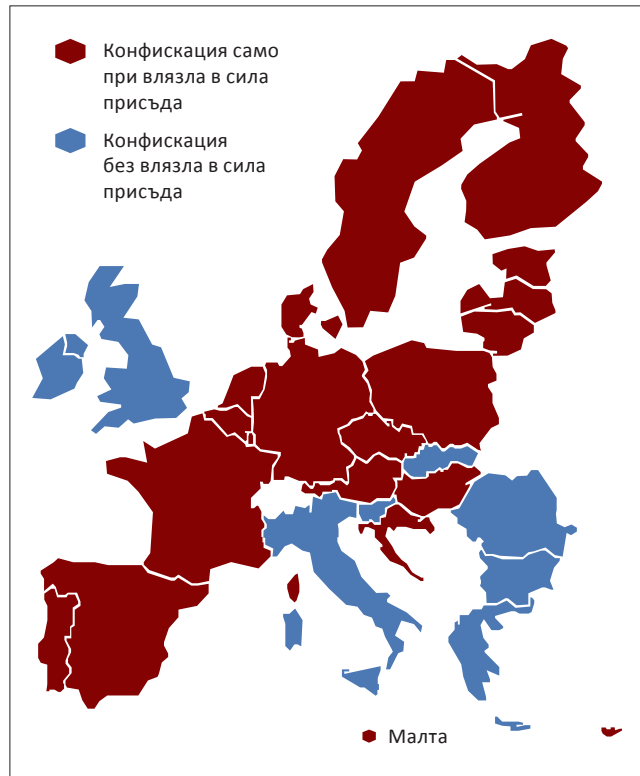 Конфискация само
при влязла в сила
присъда
Конфискация
без влязла в сила
присъда
Малта